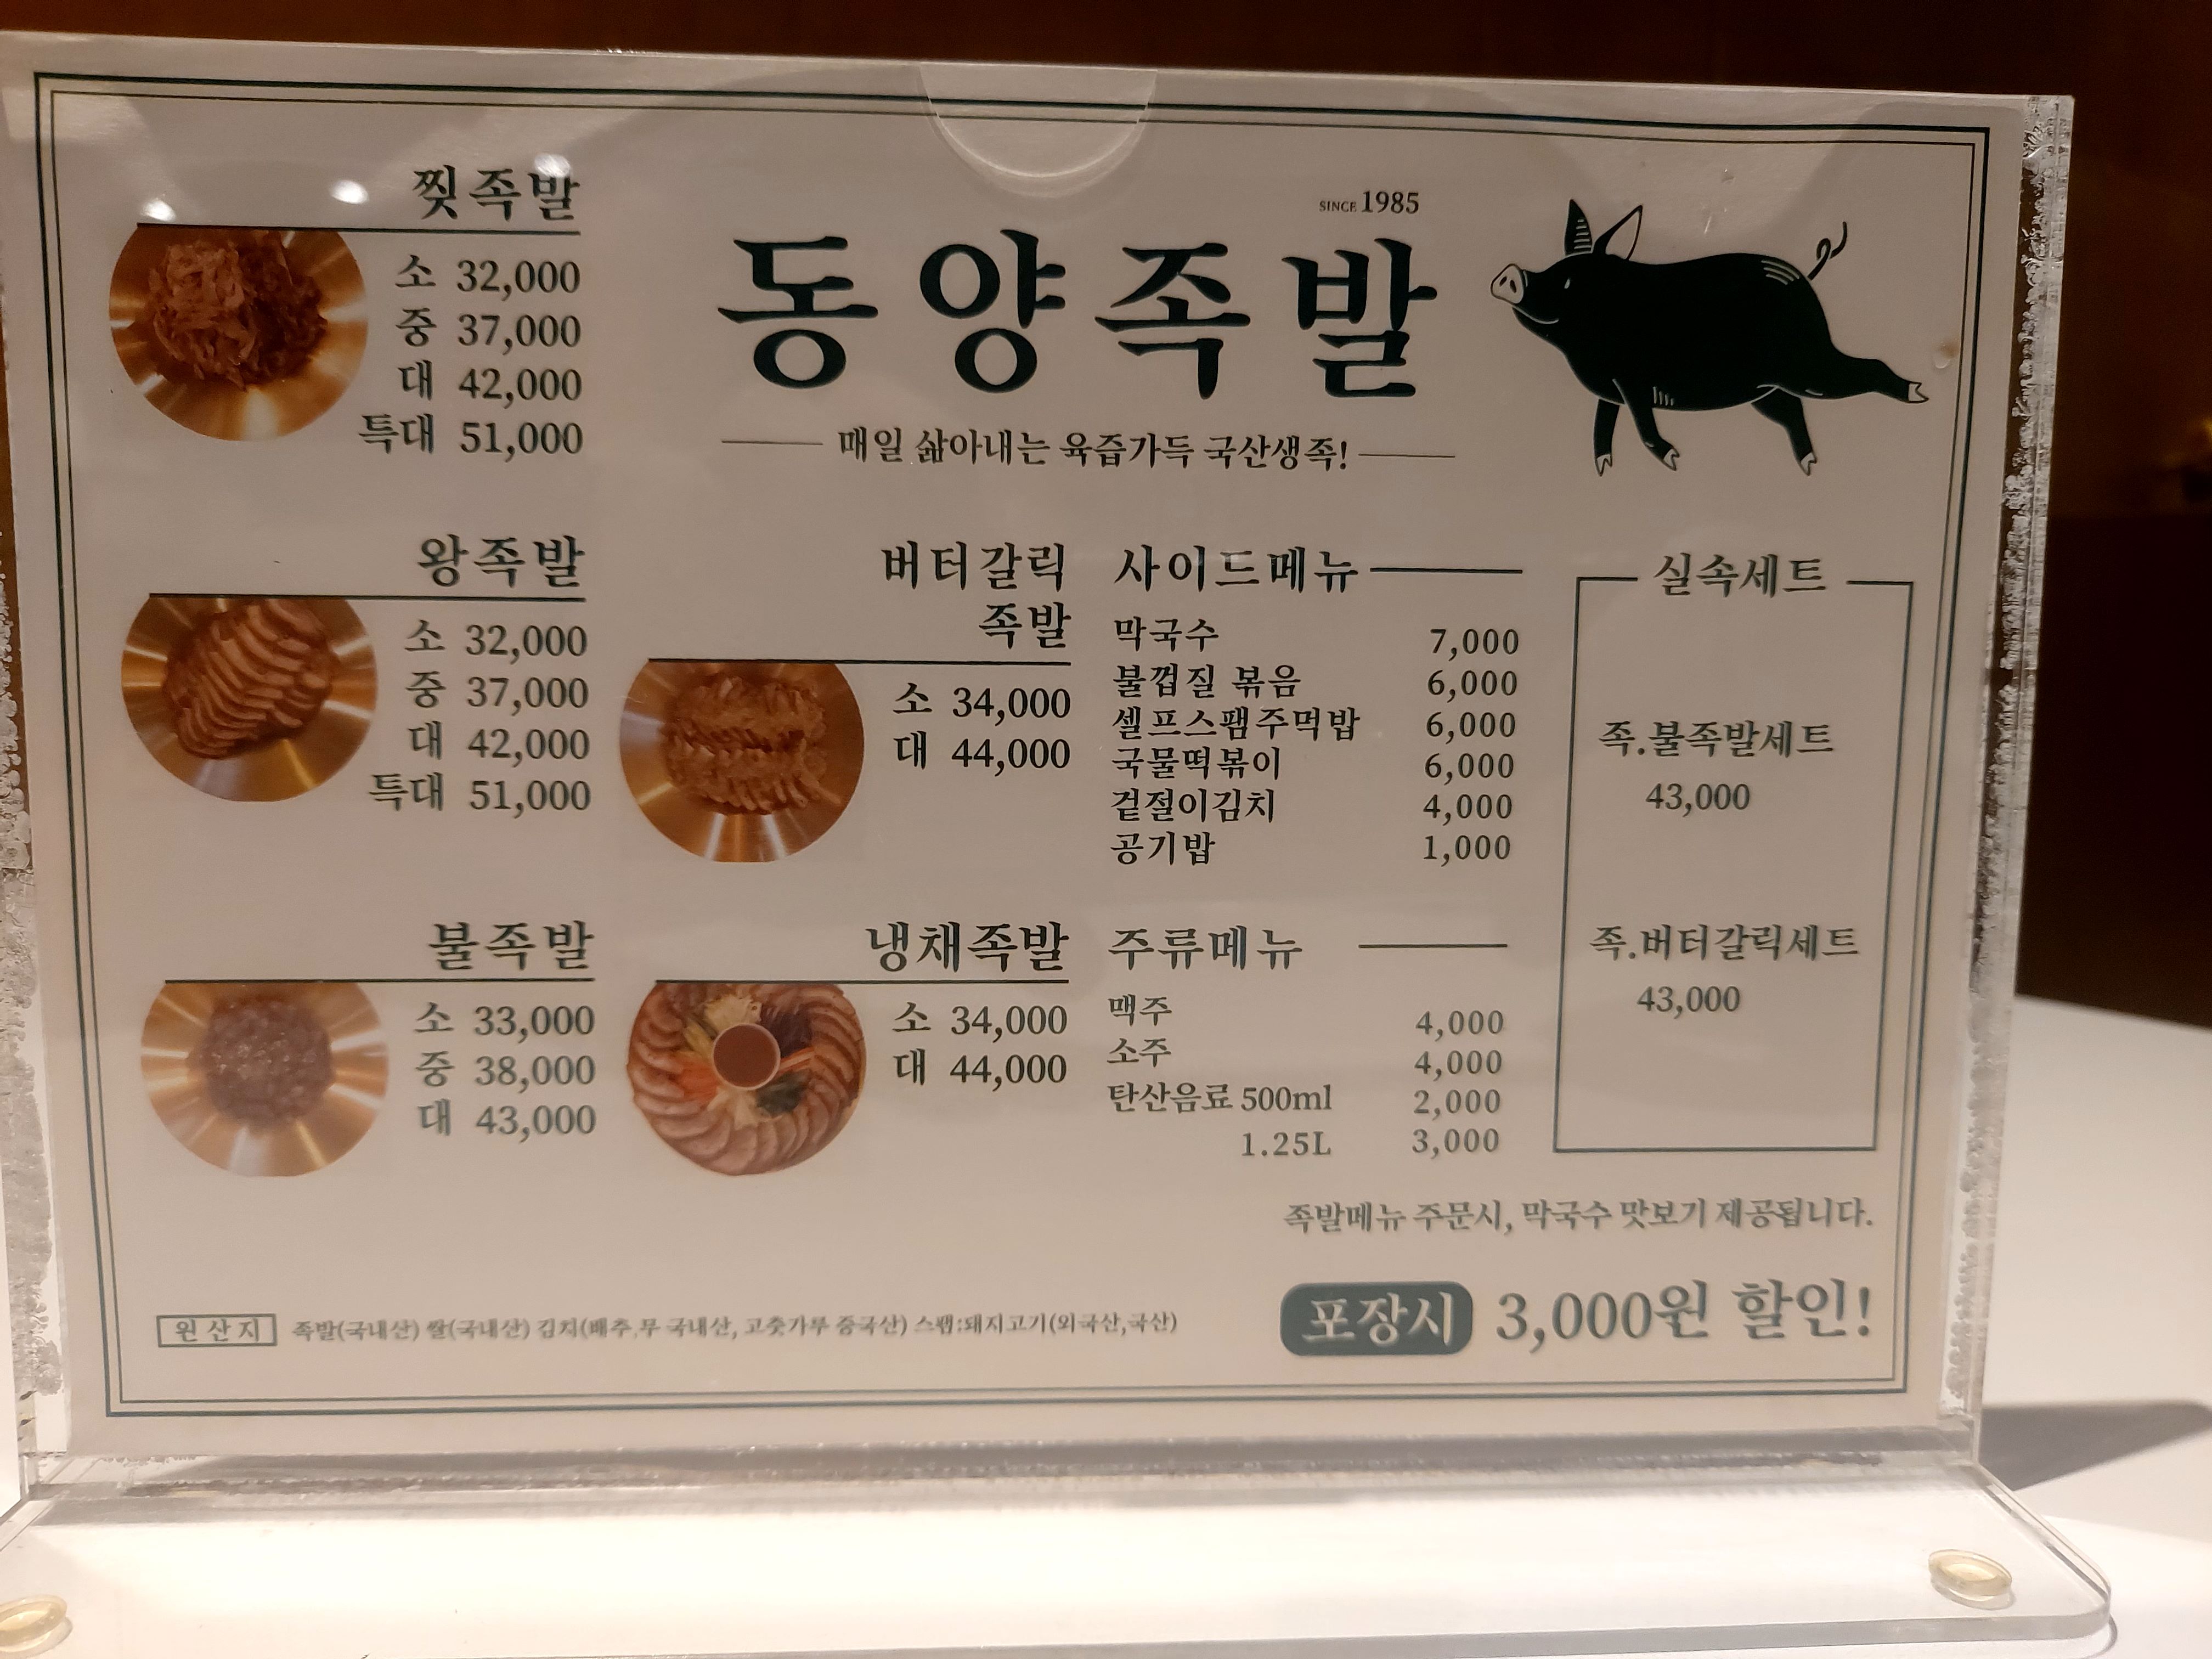 찢족발
소 32,000
중 37,000
대 42,000
특대 51,000
SINCE 1985
동양족발
매일 삶아내는 육즙가득 국산생족!
왕족발
소 32,000
중 37,000
대 42,000
특대 51,000
불족발
소 33,000
중 38,000
대 43,000
버터갈릭
족발
소 34,000
대 44,000
냉채족발
소 34,000
대 44,000
사이드메뉴
막국수 7,000
불껍질 볶음 6,000
셀프스팸주먹밥 6,000
국물떡볶이 6,000
겉절이김치 4,000
공기밥 1,000
주류메뉴
맥주 4,000
소주 4,000
탄산음료 500ml 2,000
1.25L 3,000
실속세트
족.불족발세트
43,000
족.버터갈릭세트
43,000
족발메뉴 주문시, 막국수 맛보기 제공됩니다.
포장시 3,000원 할인!
원산지 족발(국내산) 쌀(국내산) 김치(배추,무 국내산, 고춧가루 중국산) 스팸:돼지고기(외국산,국산)